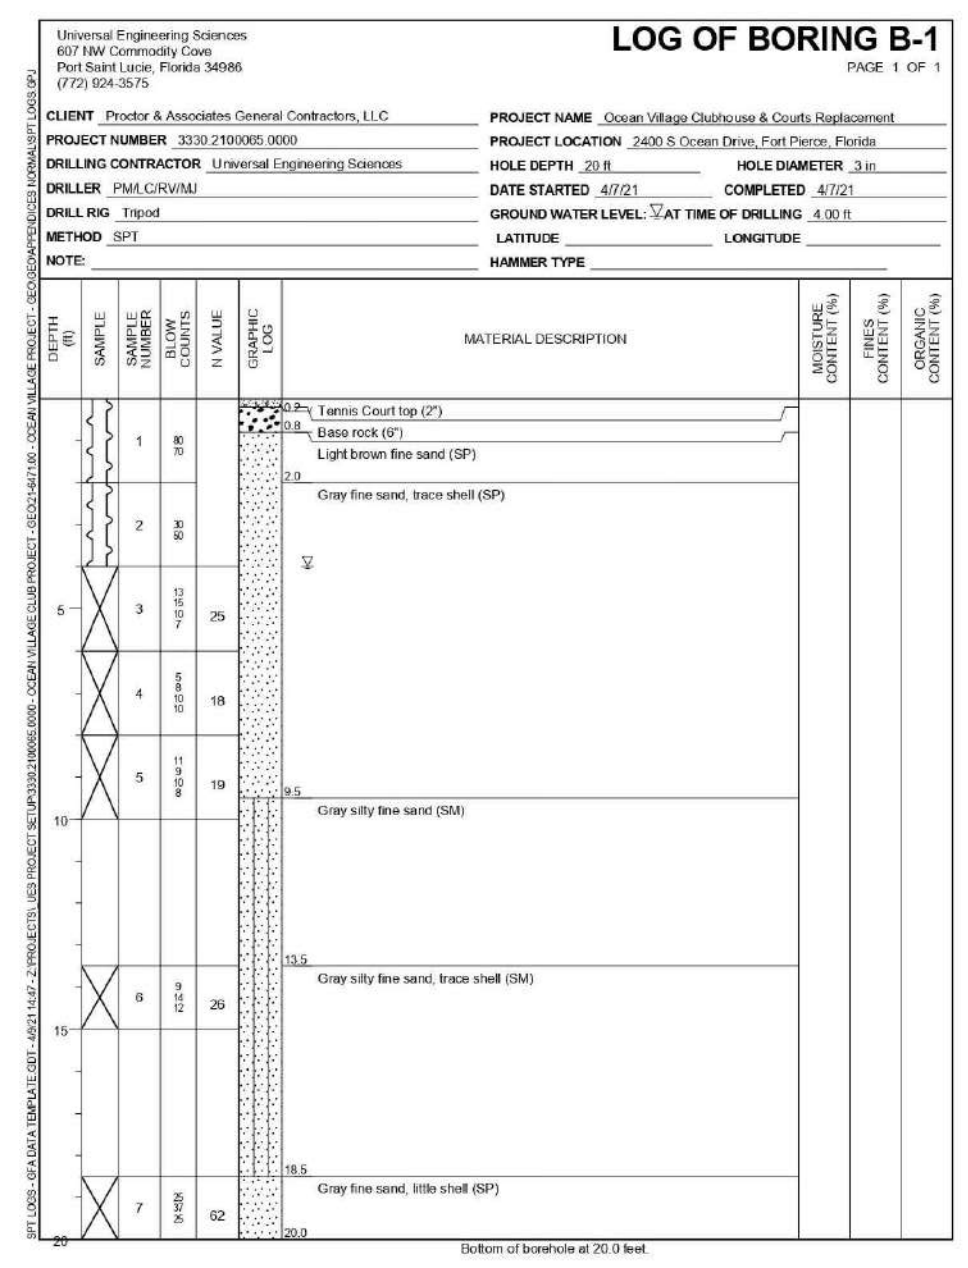 Universal Engineering Sciences
607 NW Commodity Cove
Port Saint Lucie, Florida 34986
(772) 924-3575
LOG OF BORING B-1
PAGE 1 OF 1
CLIENT Proctor & Associates General Contractors, LLC
PROJECT NAME Ocean Village Clubhouse & Courts Replacement
PROJECT NUMBER 3330.2100065.0000
PROJECT LOCATION 2400 S Ocean Drive, Fort Pierce, Florida
DRILLING CONTRACTOR Universal Engineering Sciences
HOLE DEPTH 20 ft
HOLE DIAMETER 3 in
DRILLER PM/LC/RV/MJ
DATE STARTED 4/7/21
COMPLETED 4/7/21
DRILL RIG Tripod
GROUND WATER LEVEL: AT TIME OF DRILLING 4.00 ft
METHOD SPT
LATITUDE
LONGITUDE
NOTE:
HAMMER TYPE
DEPTH (ft)
SAMPLE
SAMPLE NUMBER
BLOW COUNTS
N VALUE
GRAPHIC LOG
MATERIAL DESCRIPTION
MOISTURE CONTENT (%)
FINES CONTENT (%)
ORGANIC CONTENT (%)
0.2 Tennis Court top (2")
0.8 Base rock (6")
1
80
70
Light brown fine sand (SP)
2.0
Gray fine sand, trace shell (SP)
2
30
50
5
3
13
15
10
7
25
4
5
8
10
10
18
5
11
9
10
8
19
9.5
Gray silty fine sand (SM)
10
13.5
Gray silty fine sand, trace shell (SM)
6
9
14
12
26
15
18.5
Gray fine sand, little shell (SP)
7
25
37
25
62
20.0
20
Bottom of borehole at 20.0 feet.